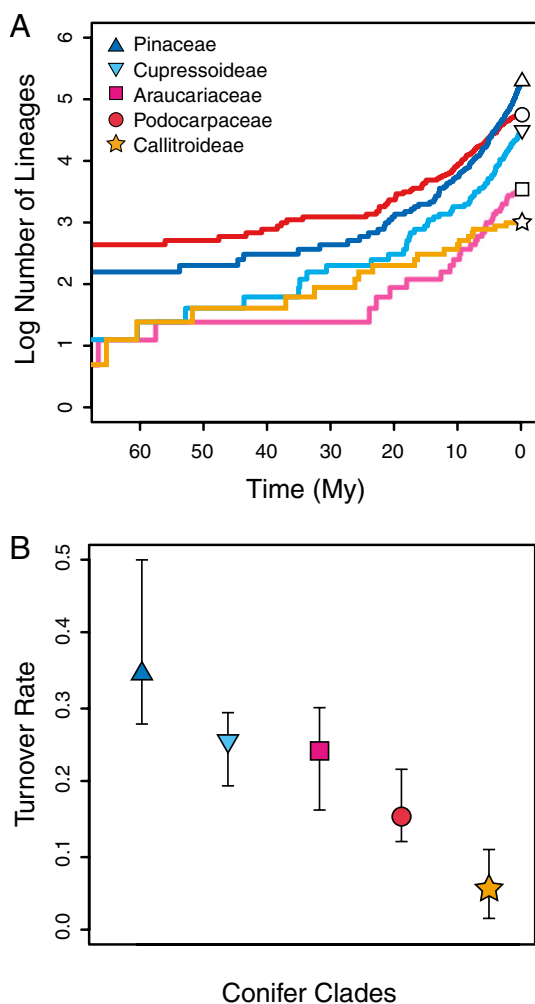 A
Log Number of Lineages
6
5
4
3
2
1
0
Pinaceae
Cupressoideae
Araucariaceae
Podocarpaceae
Callitroideae
60 50 40 30 20 10 0
Time (My)
B
Turnover Rate
0.5
0.4
0.3
0.2
0.1
0.0
Conifer Clades